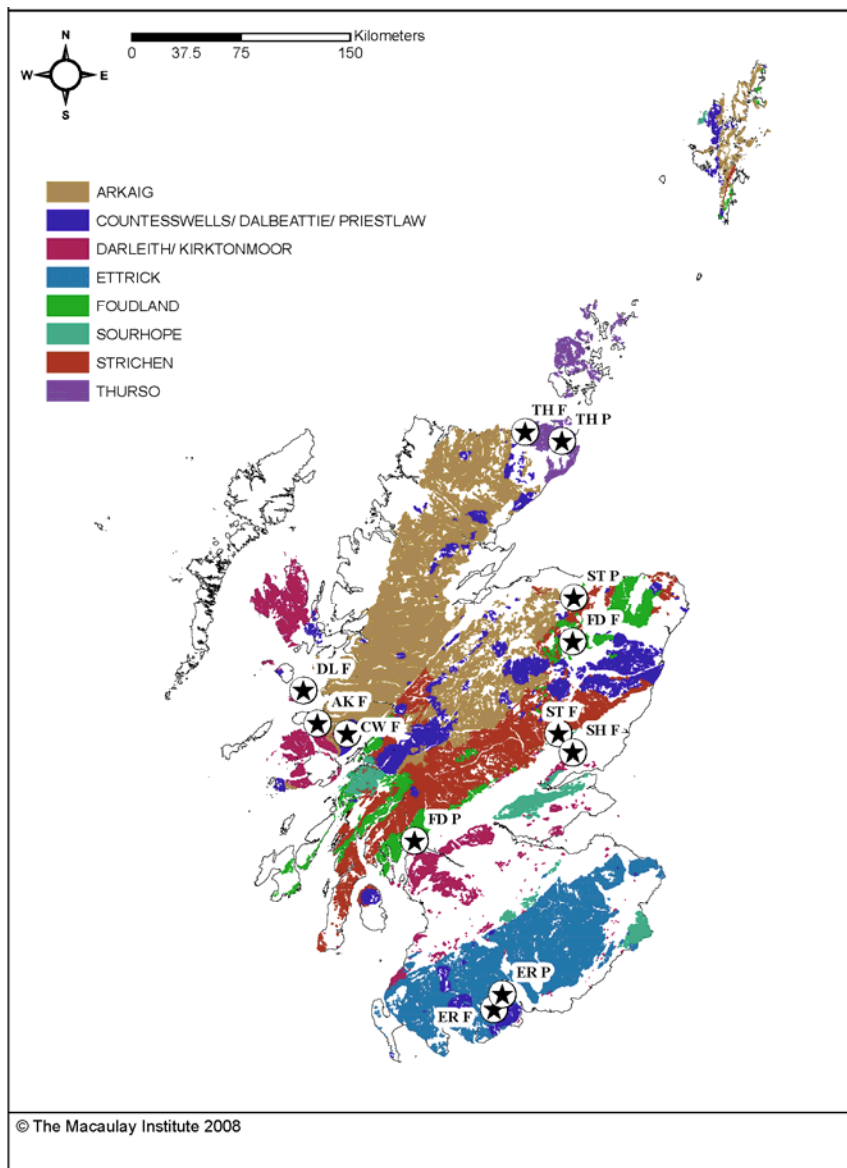 N
W E
S
Kilometers
0 37.5 75 150
ARKAIG
COUNTESSWELLS/ DALBEATTIE/ PRIESTLAW
DARLEITH/ KIRKTONMOOR
ETTRICK
FOUDLAND
SOURHOPE
STRICHEN
THURSO
TH F
TH P
ST P
FD F
DL F
AK F
CW F
ST F
SH F
FD P
ER P
ER F
© The Macaulay Institute 2008